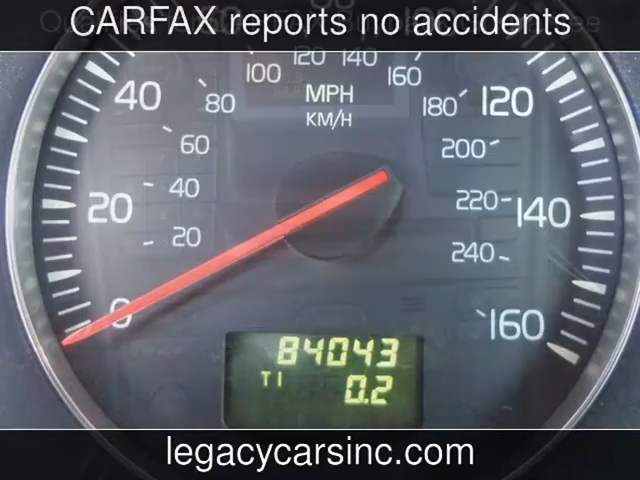 CARFAX reports no accidents
80
100 120 140 160
40 80 MPH 180 120
KM/H
60 200
20 40 220 140
20 240
0 160
84043
T1 0.2
legacycarsinc.com